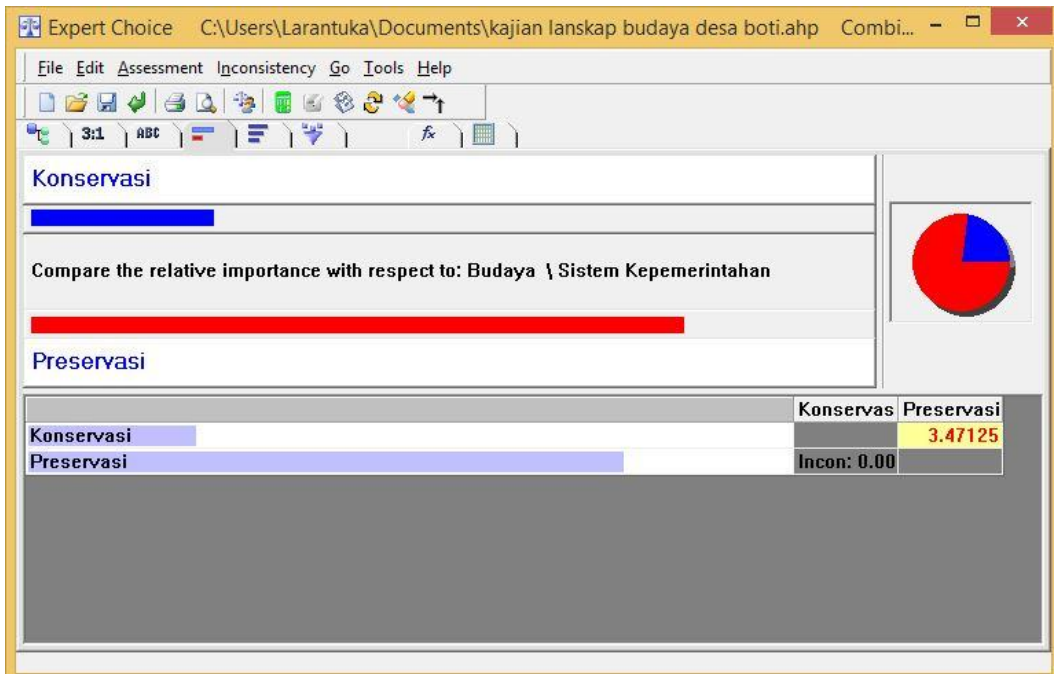 Expert Choice C:\Users\Larantuka\Documents\kajian lanskap budaya desa boti.ahp Combi...
File Edit Assessment Inconsistency Go Tools Help
3:1 ABC fx
Konservasi
Compare the relative importance with respect to: Budaya \ Sistem Kepemerintahan
Preservasi
Konservas Preservasi
Konservasi 3.47125
Preservasi Incon: 0.00